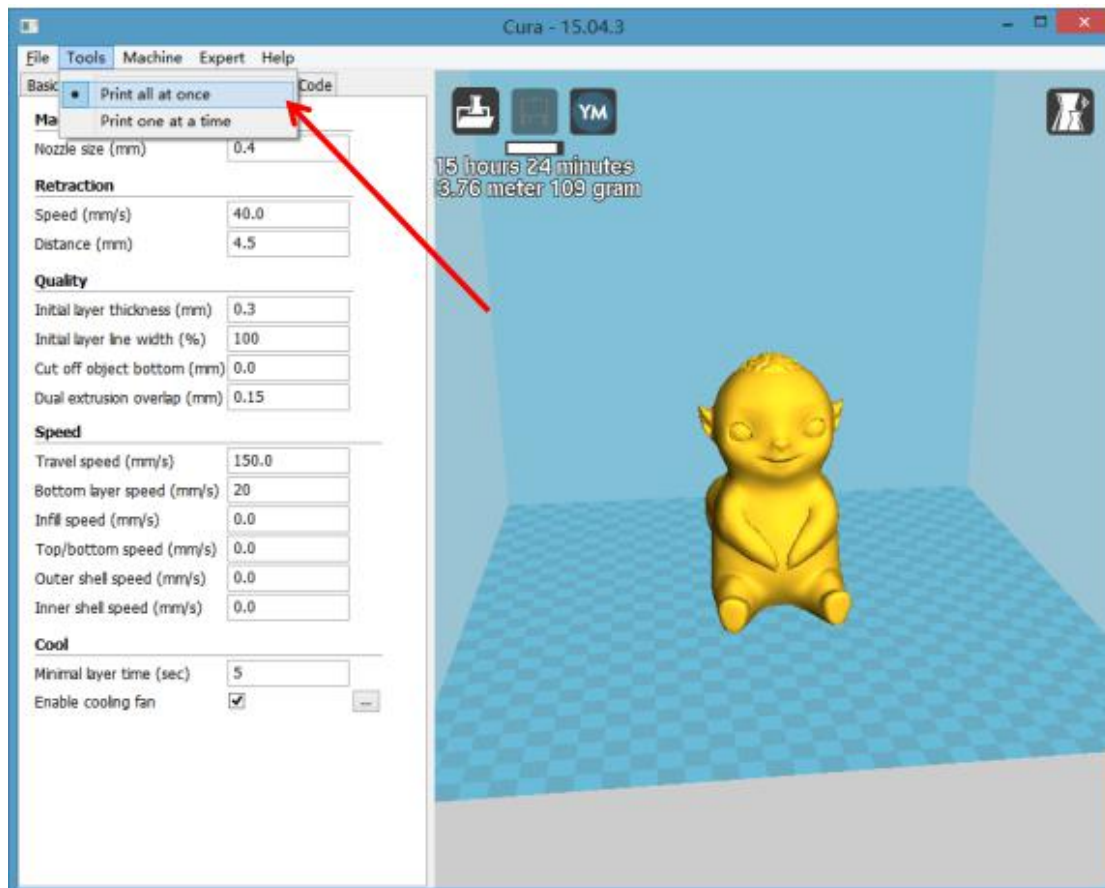 Cura - 15.04.3
File Tools Machine Expert Help
Basic
Code
Print all at once
Print one at a time
Ma
Nozzle size (mm) 0.4
Retraction
Speed (mm/s) 40.0
Distance (mm) 4.5
Quality
Initial layer thickness (mm) 0.3
Initial layer line width (%) 100
Cut off object bottom (mm) 0.0
Dual extrusion overlap (mm) 0.15
Speed
Travel speed (mm/s) 150.0
Bottom layer speed (mm/s) 20
Infill speed (mm/s) 0.0
Top/bottom speed (mm/s) 0.0
Outer shell speed (mm/s) 0.0
Inner shell speed (mm/s) 0.0
Cool
Minimal layer time (sec) 5
Enable cooling fan ...
YM
15 hours 24 minutes
3.76 meter 109 gram